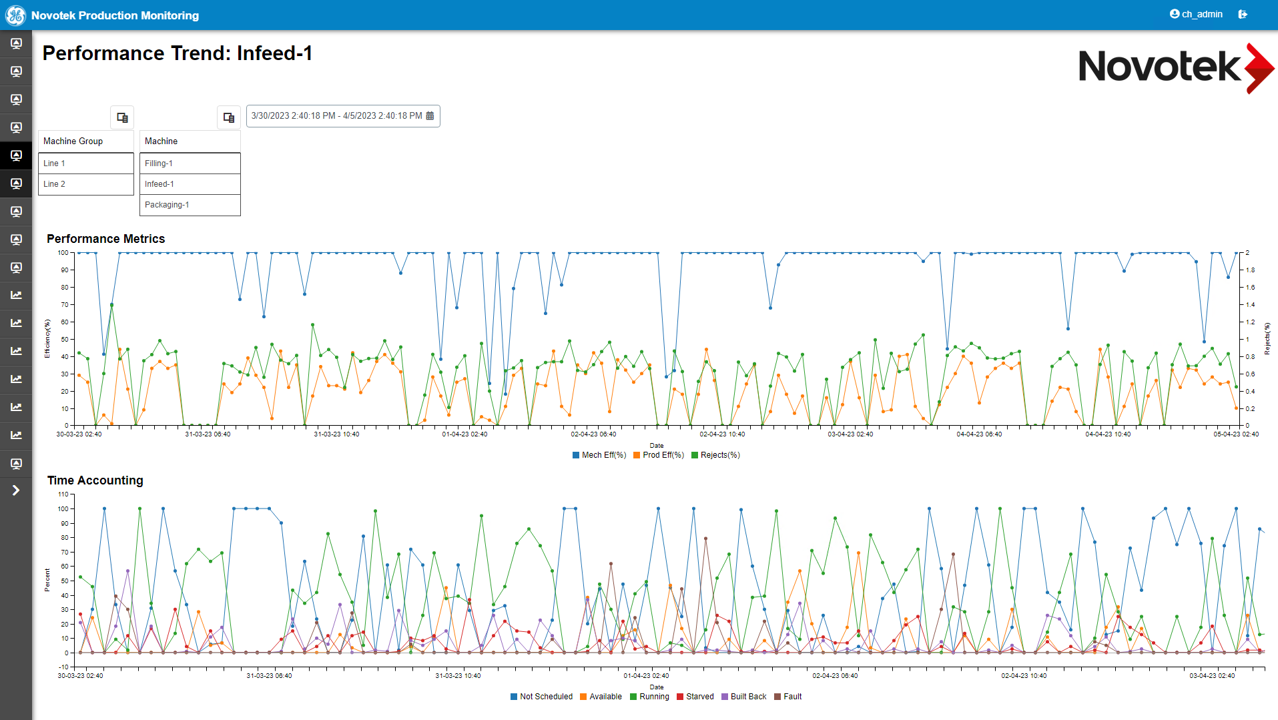 Novotek Production Monitoring
ch_admin
Performance Trend: Infeed-1
Novotek
3/30/2023 2:40:18 PM - 4/5/2023 2:40:18 PM
Machine Group
Line 1
Line 2
Machine
Filling-1
Infeed-1
Packaging-1
Performance Metrics
Efficiency(%)
100
90
80
70
60
50
40
30
20
10
0
2
1.8
1.6
1.4
1.2
1
0.8
0.6
0.4
0.2
0
Rejects(%)
30-03-23 02:40 31-03-23 06:40 31-03-23 10:40 01-04-23 02:40 02-04-23 06:40 02-04-23 10:40 03-04-23 02:40 04-04-23 06:40 04-04-23 10:40 05-04-23 02:40
Date
Mech Eff(%) Prod Eff(%) Rejects(%)
Time Accounting
Percent
110
100
90
80
70
60
50
40
30
20
10
0
-10
30-03-23 02:40 31-03-23 06:40 31-03-23 10:40 01-04-23 02:40 02-04-23 06:40 02-04-23 10:40 03-04-23 02:40
Date
Not Scheduled Available Running Starved Built Back Fault